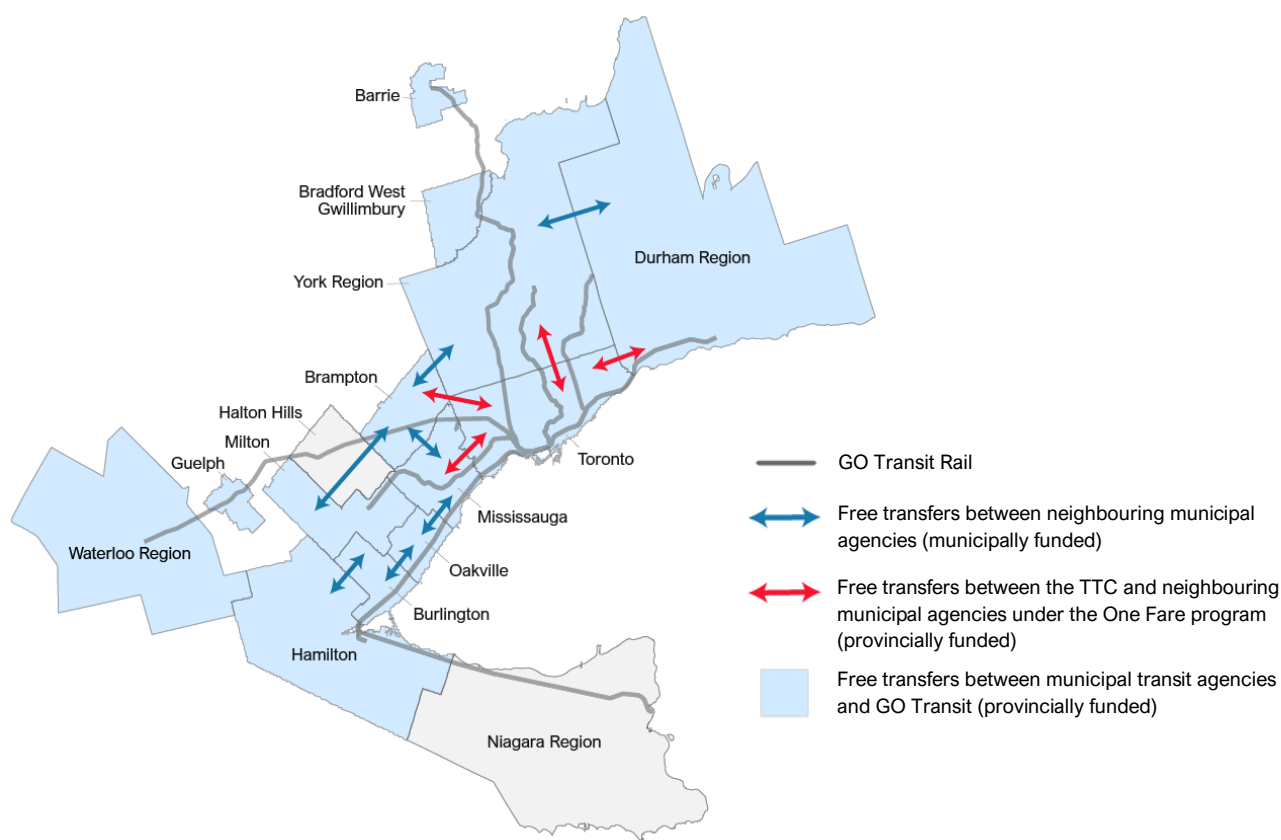 Barrie
Bradford West
Gwillimbury
York Region
Durham Region
Brampton
Halton Hills
Milton
Guelph
Toronto
Mississauga
Waterloo Region
Oakville
Burlington
Hamilton
Niagara Region
GO Transit Rail
Free transfers between neighbouring municipal
agencies (municipally funded)
Free transfers between the TTC and neighbouring
municipal agencies under the One Fare program
(provincially funded)
Free transfers between municipal transit agencies
and GO Transit (provincially funded)